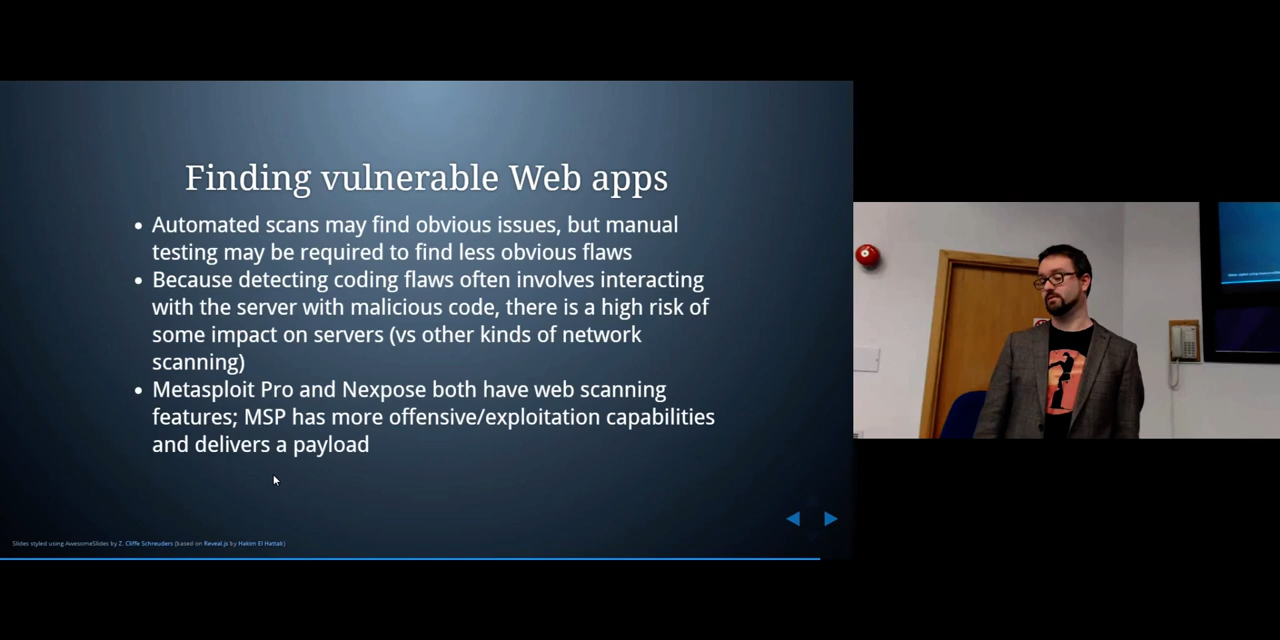 Finding vulnerable Web apps
Automated scans may find obvious issues, but manual
testing may be required to find less obvious flaws
Because detecting coding flaws often involves interacting
with the server with malicious code, there is a high risk of
some impact on servers (vs other kinds of network
scanning)
Metasploit Pro and Nexpose both have web scanning
features; MSP has more offensive/exploitation capabilities
and delivers a payload
Slides styled using AwesomeSlides by Z. Cliffe Schreuders (based on Reveal.js by Hakim El Hattab)